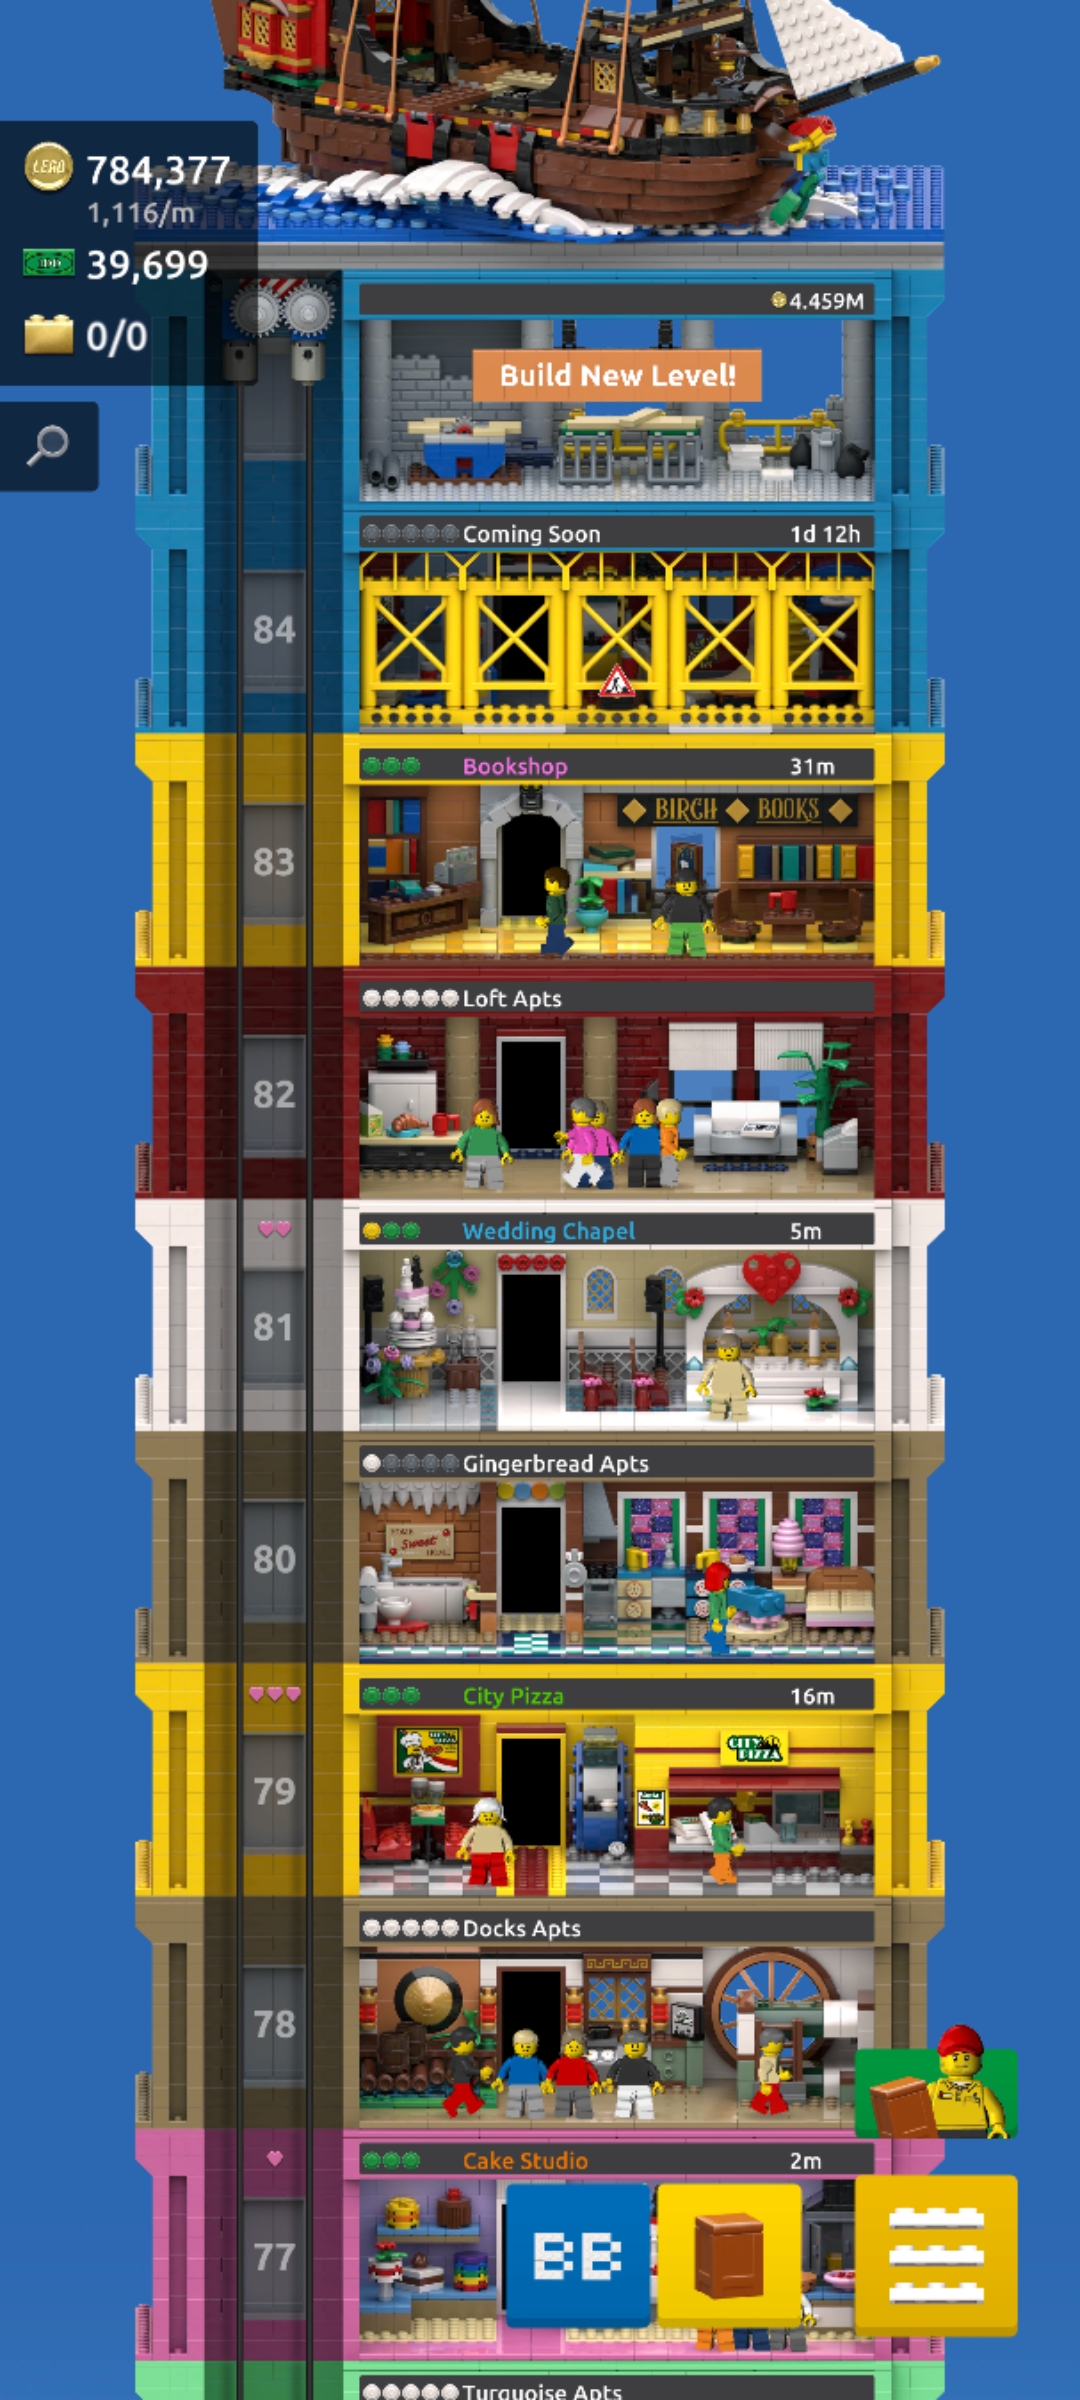 LEGO 784,377
1,116/m
39,699
0/0
4.459M
Build New Level!
Coming Soon 1d 12h
84
Bookshop 31m
BIRCH BOOKS
83
Loft Apts
82
Wedding Chapel 5m
81
Gingerbread Apts
Sweet
80
City Pizza 16m
CITY
PIZZA
79
Docks Apts
78
Cake Studio 2m
BB
77
Turquoise Apts